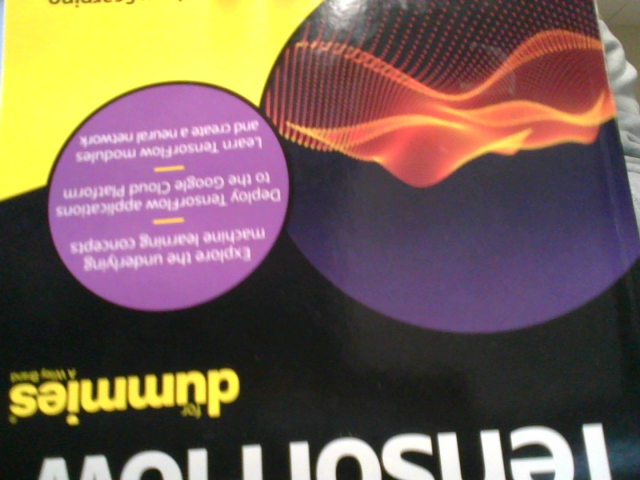 TensorFlow
for
dummies®
A Wiley Brand
Explore the underlying
machine learning concepts
Deploy TensorFlow applications
to the Google Cloud Platform
Learn TensorFlow modules
and create a neural network